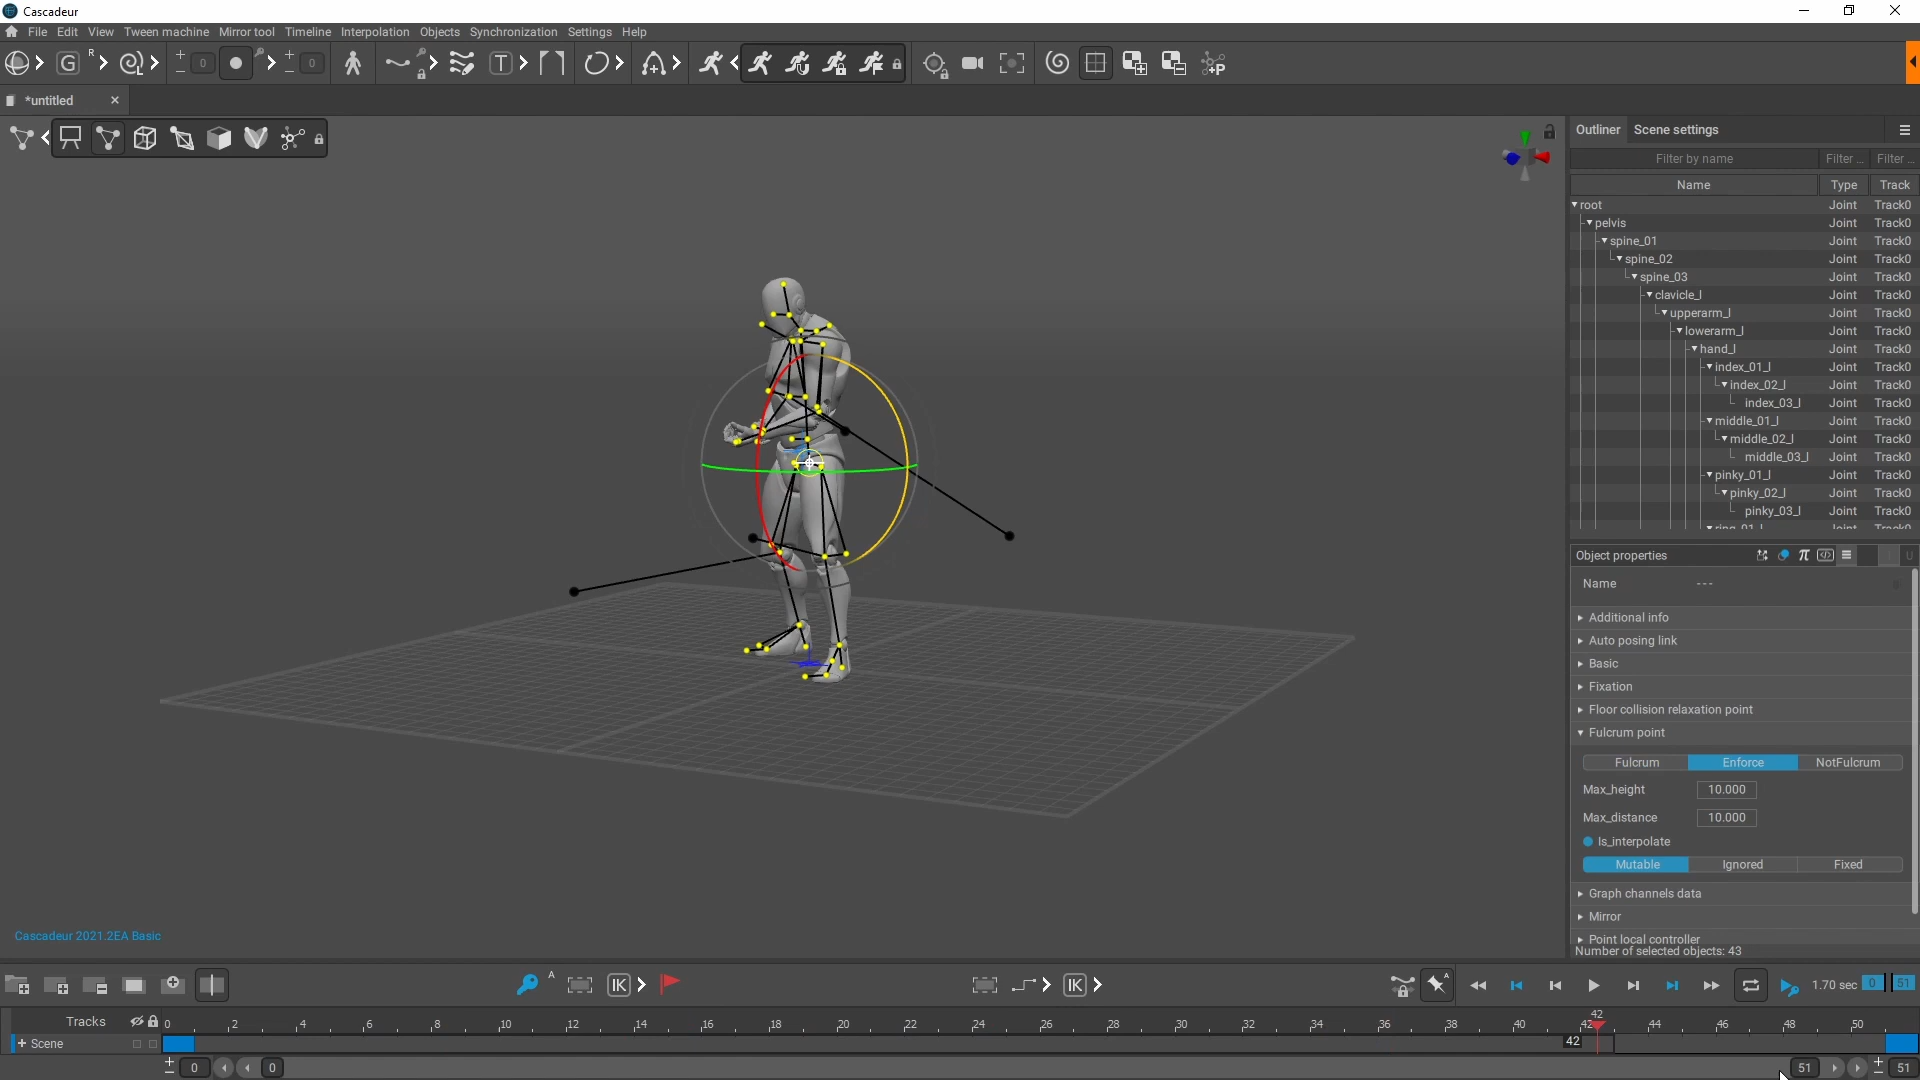 Cascadeur
File Edit View Tween machine Mirror tool Timeline Interpolation Objects Synchronization Settings Help
G R L + − 0 + − 0 T +P
*untitled
Outliner Scene settings
Filter by name Filter ... Filter ...
Name Type Track
root Joint Track0
pelvis Joint Track0
spine_01 Joint Track0
spine_02 Joint Track0
spine_03 Joint Track0
clavicle_l Joint Track0
upperarm_l Joint Track0
lowerarm_l Joint Track0
hand_l Joint Track0
index_01_l Joint Track0
index_02_l Joint Track0
index_03_l Joint Track0
middle_01_l Joint Track0
middle_02_l Joint Track0
middle_03_l Joint Track0
pinky_01_l Joint Track0
pinky_02_l Joint Track0
pinky_03_l Joint Track0
ring_01_l Joint Track0
Object properties π U
Name ---
Additional info
Auto posing link
Basic
Fixation
Floor collision relaxation point
Fulcrum point
Fulcrum Enforce NotFulcrum
Max_height 10.000
Max_distance 10.000
Is_interpolate
Mutable Ignored Fixed
Graph channels data
Mirror
Point local controller
Number of selected objects: 43
Cascadeur 2021.2EA Basic
A IK IK A 1.70 sec 0 51
42
Tracks 0 2 4 6 8 10 12 14 16 18 20 22 24 26 28 30 32 34 36 38 40 42 44 46 48 50
+ Scene 42
+ − 0 0 51 + − 51